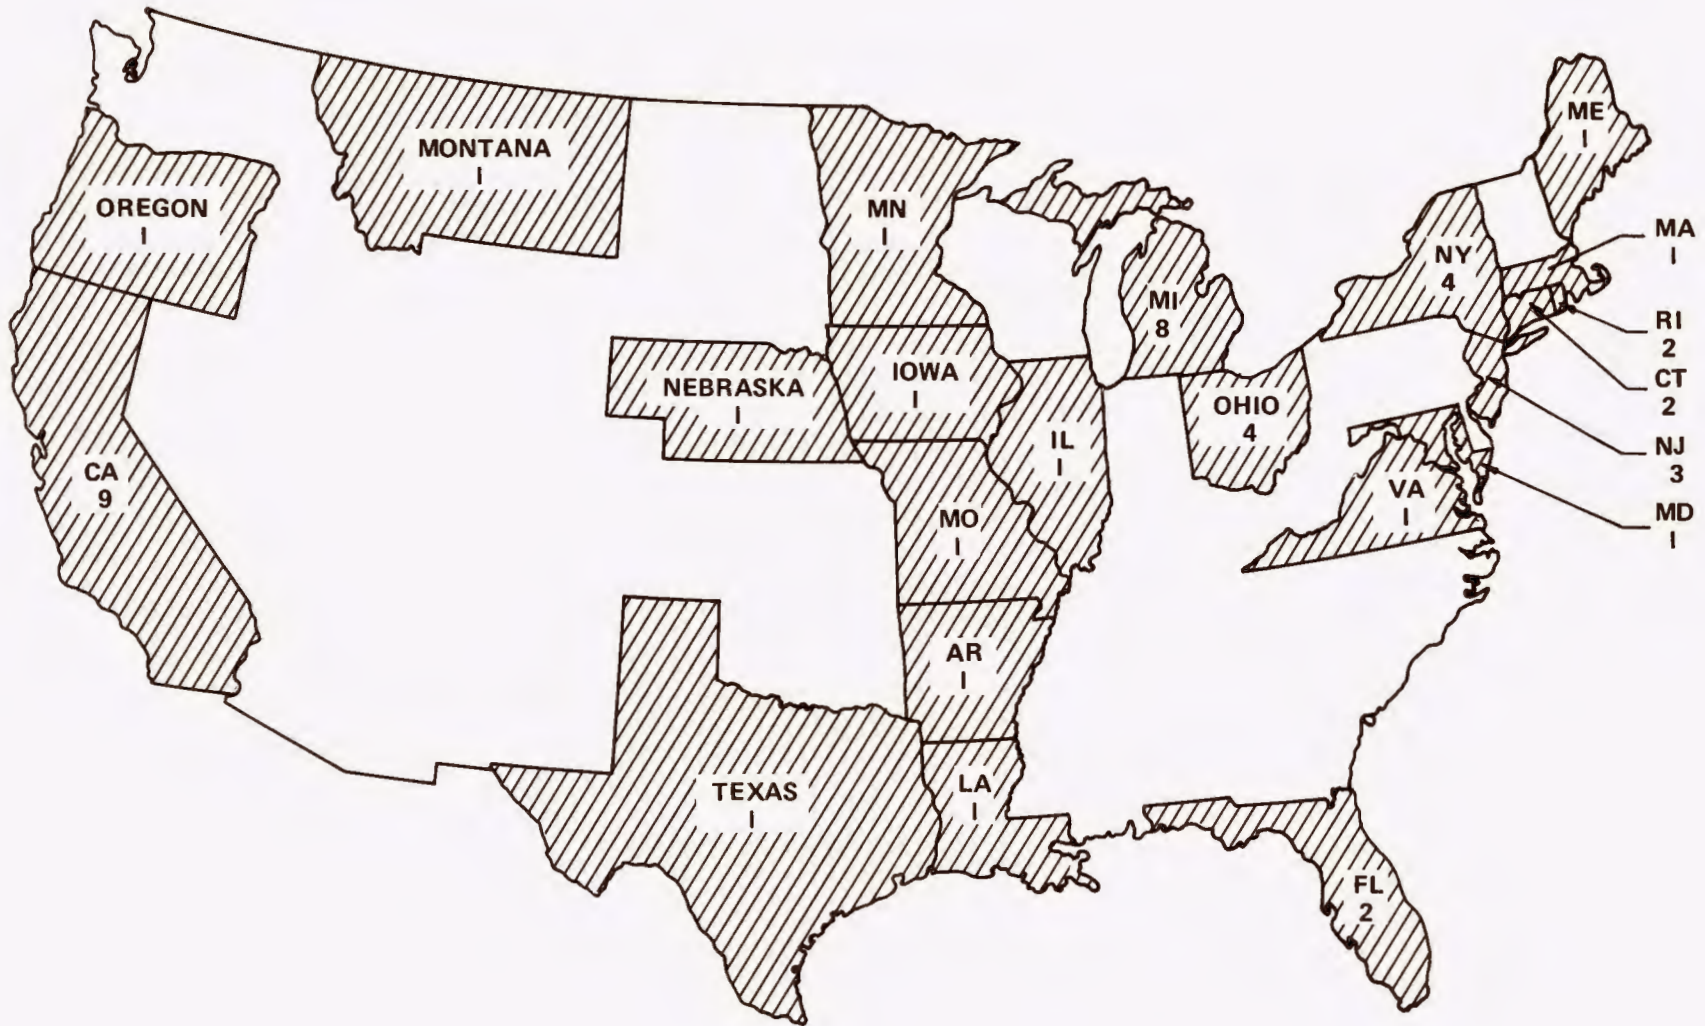 ME
1
MONTANA
1
OREGON
1
MN
1
MA
1
NY
4
MI
8
RI
2
NEBRASKA
1
IOWA
1
OHIO
4
CT
2
IL
1
NJ
3
CA
9
VA
1
MO
1
MD
1
AR
1
TEXAS
1
LA
1
FL
2